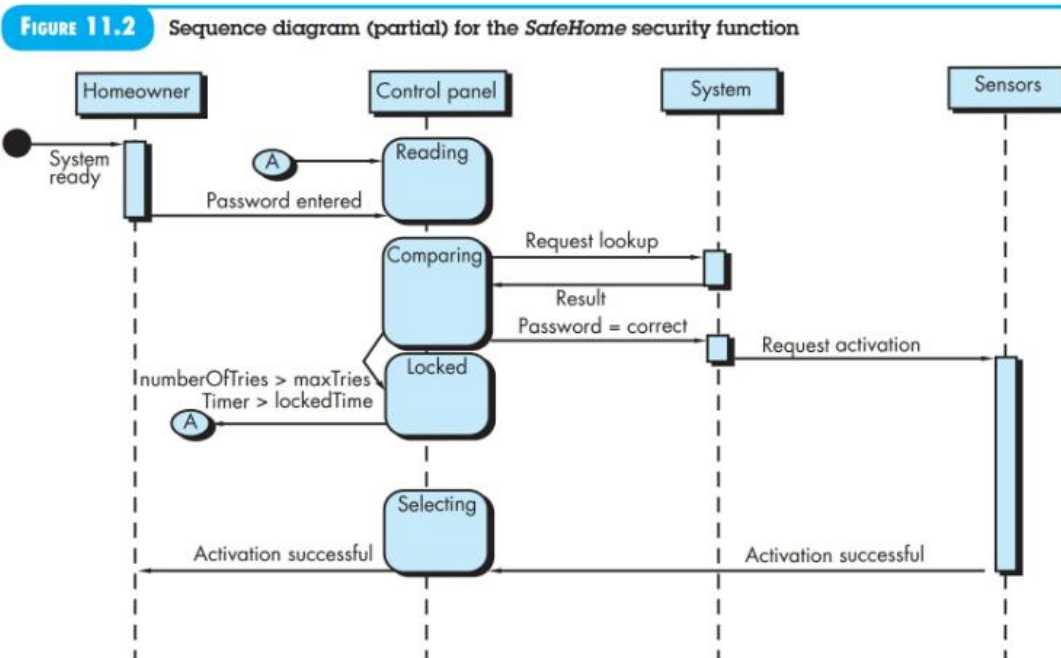 FIGURE 11.2 Sequence diagram (partial) for the SafeHome security function
Homeowner
Control panel
System
Sensors
System
ready
A
Reading
Password entered
Comparing
Request lookup
Result
Password = correct
Request activation
Locked
numberOfTries > maxTries
Timer > lockedTime
A
Selecting
Activation successful
Activation successful